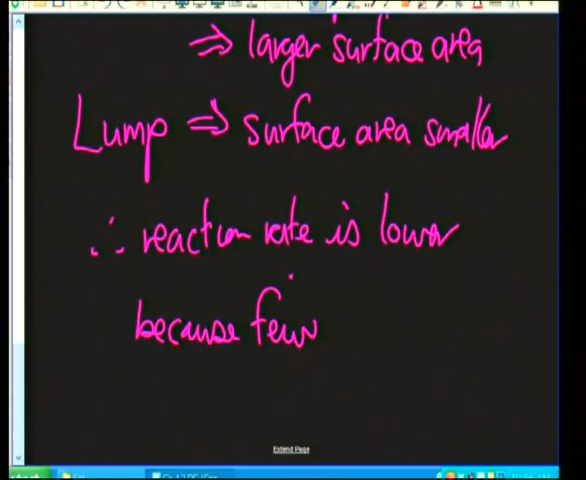 ⇒ larger surface area
Lump ⇒ surface area smaller
∴ reaction rate is lower
because few
Extend Page